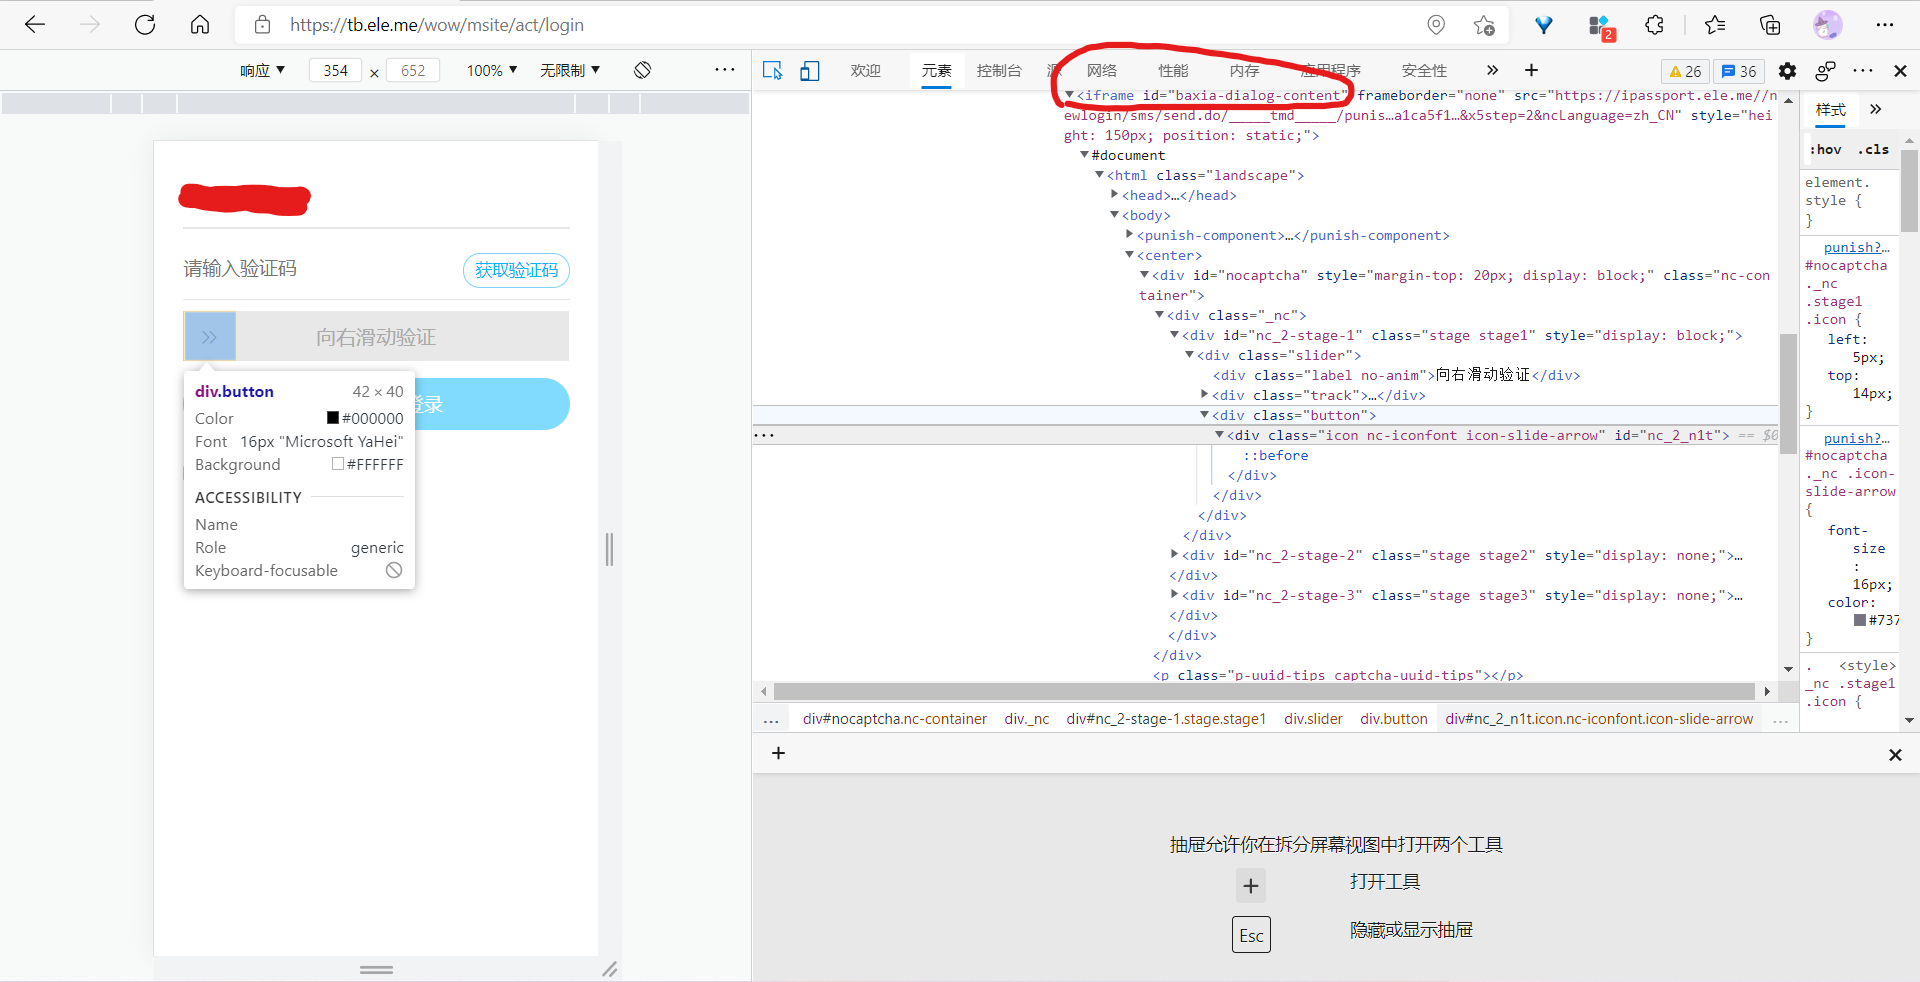 https://tb.ele.me/wow/msite/act/login
2
响应 ▼ 354 × 652 100% ▼ 无限制 ▼
欢迎 元素 控制台 源 网络 性能 内存 应用程序 安全性 » + 26 36
请输入验证码 获取验证码
» 向右滑动验证
登录
div.button 42 × 40
Color #000000
Font 16px "Microsoft YaHei"
Background #FFFFFF
ACCESSIBILITY
Name
Role generic
Keyboard-focusable
▼<iframe id="baxia-dialog-content" frameborder="none" src="https://ipassport.ele.me//n
ewlogin/sms/send.do/_____tmd_____/punis…a1ca5f1…&x5step=2&ncLanguage=zh_CN" style="hei
ght: 150px; position: static;">
▼#document
▼<html class="landscape">
▶<head>…</head>
▼<body>
▶<punish-component>…</punish-component>
▼<center>
▼<div id="nocaptcha" style="margin-top: 20px; display: block;" class="nc-con
tainer">
▼<div class="_nc">
▼<div id="nc_2-stage-1" class="stage stage1" style="display: block;">
▼<div class="slider">
<div class="label no-anim">向右滑动验证</div>
▶<div class="track">…</div>
▼<div class="button">
… ▼<div class="icon nc-iconfont icon-slide-arrow" id="nc_2_n1t"> == $0
::before
</div>
</div>
</div>
</div>
▶<div id="nc_2-stage-2" class="stage stage2" style="display: none;">…
</div>
▶<div id="nc_2-stage-3" class="stage stage3" style="display: none;">…
</div>
</div>
</div>
<p class="p-uuid-tips captcha-uuid-tips"></p>
… div#nocaptcha.nc-container div._nc div#nc_2-stage-1.stage.stage1 div.slider div.button div#nc_2_n1t.icon.nc-iconfont.icon-slide-arrow …
样式 »
:hov .cls
element.
style {
}
punish?…
#nocaptcha
._nc
.stage1
.icon {
left:
5px;
top:
14px;
}
punish?…
#nocaptcha
._nc .icon-
slide-arrow
{
font-
size
:
16px;
color:
#737
}
. <style>
_nc .stage1
.icon {
+
抽屉允许你在拆分屏幕视图中打开两个工具
+ 打开工具
Esc 隐藏或显示抽屉